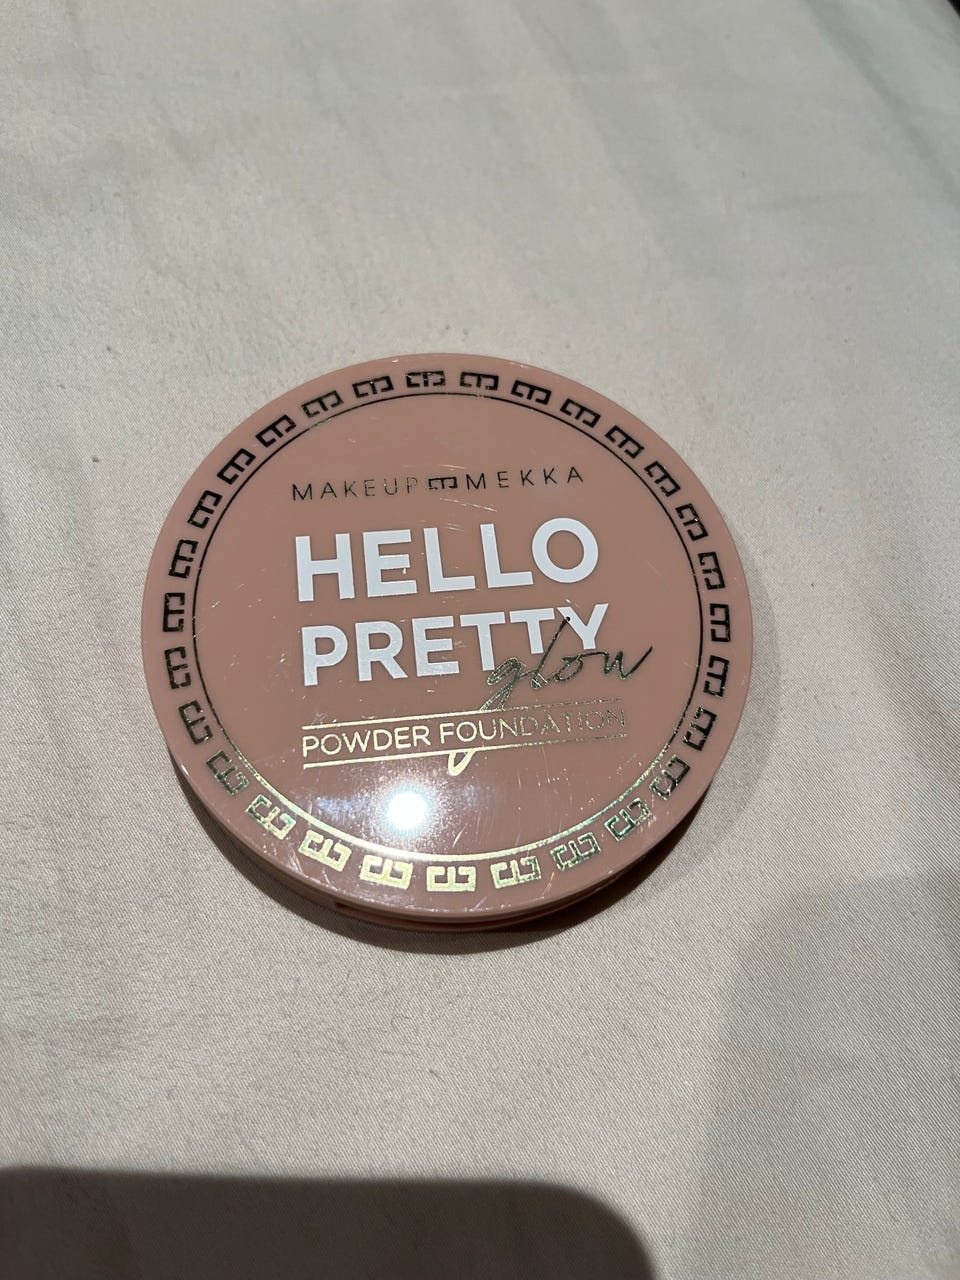 MAKEUP MEKKA
HELLO
PRETTY
glow
POWDER FOUNDATION